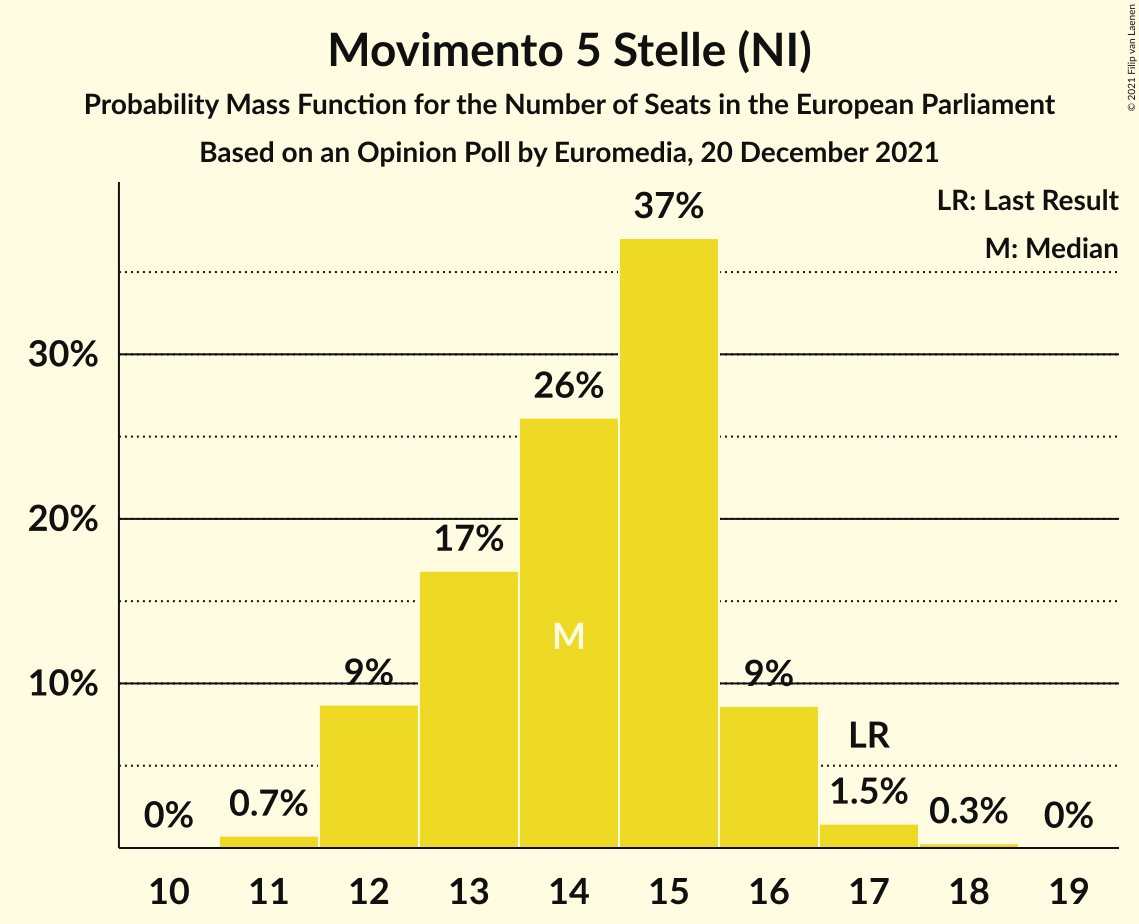 Movimento 5 Stelle (NI)
Probability Mass Function for the Number of Seats in the European Parliament
Based on an Opinion Poll by Euromedia, 20 December 2021
© 2021 Filip van Laenen
LR: Last Result
M: Median
37%
30%
26%
20%
17%
M
10%
9%
9%
LR
0%
0.7%
1.5%
0.3%
0%
10 11 12 13 14 15 16 17 18 19